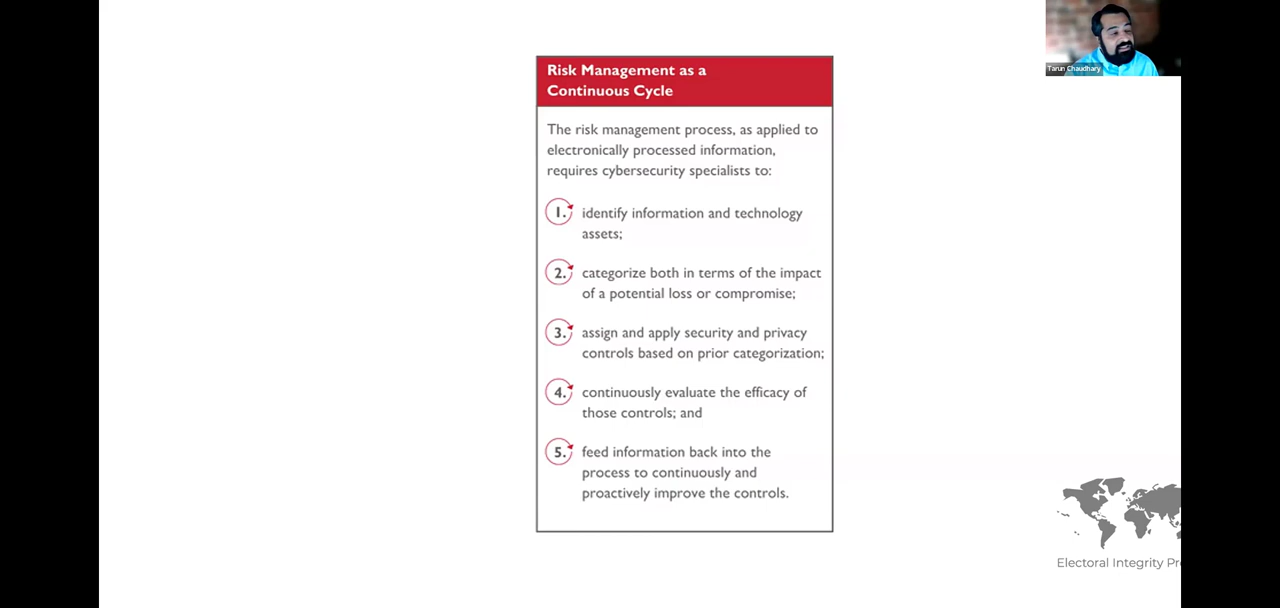 Tarun Chaudhary
Risk Management as a
Continuous Cycle
The risk management process, as applied to
electronically processed information,
requires cybersecurity specialists to:
1. identify information and technology
assets;
2. categorize both in terms of the impact
of a potential loss or compromise;
3. assign and apply security and privacy
controls based on prior categorization;
4. continuously evaluate the efficacy of
those controls; and
5. feed information back into the
process to continuously and
proactively improve the controls.
Electoral Integrity Pr